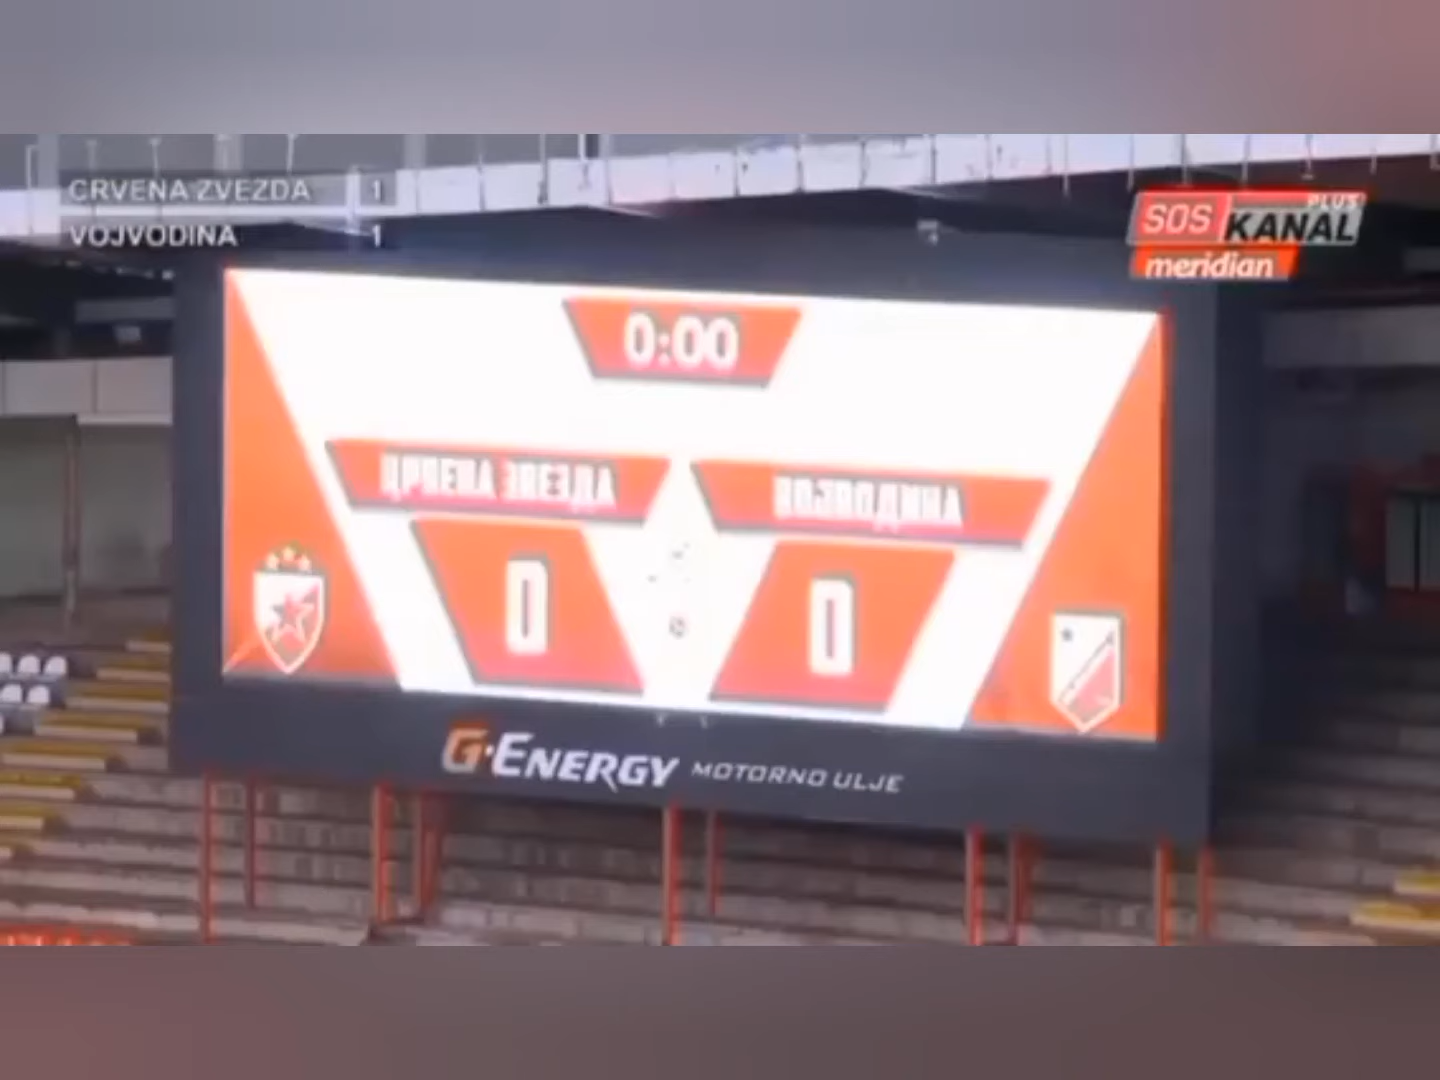 CRVENA ZVEZDA 1
VOJVODINA 1
SOS KANAL PLUS
meridian
0:00
ЦРВЕНА ЗВЕЗДА
ВОЈВОДИНА
0
0
G-ENERGY MOTORNO ULJE